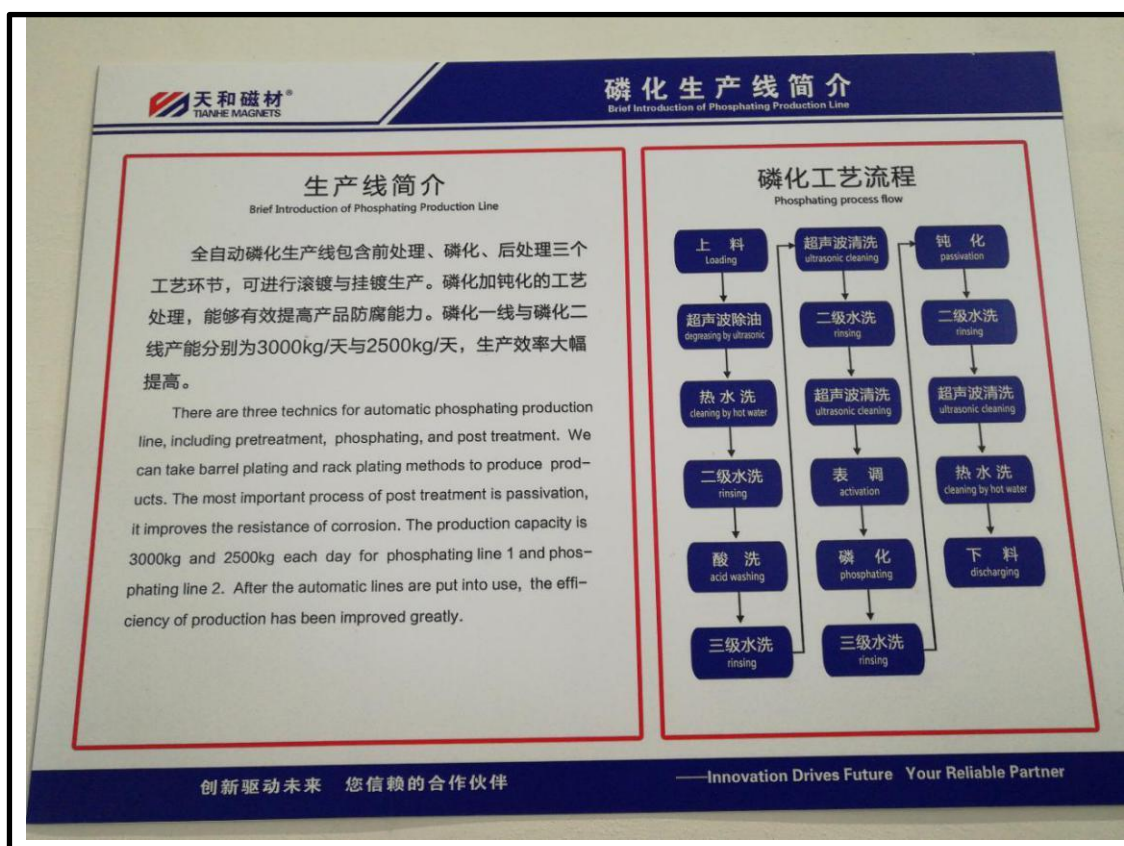 天和磁材®
TIANHE MAGNETS
磷化生产线简介
Brief Introduction of Phosphating Production Line
生产线简介
Brief Introduction of Phosphating Production Line
全自动磷化生产线包含前处理、磷化、后处理三个
工艺环节，可进行滚镀与挂镀生产。磷化加钝化的工艺
处理，能够有效提高产品防腐能力。磷化一线与磷化二
线产能分别为3000kg/天与2500kg/天，生产效率大幅
提高。
There are three technics for automatic phosphating production
line, including pretreatment, phosphating, and post treatment. We
can take barrel plating and rack plating methods to produce prod-
ucts. The most important process of post treatment is passivation,
it improves the resistance of corrosion. The production capacity is
3000kg and 2500kg each day for phosphating line 1 and phos-
phating line 2. After the automatic lines are put into use, the effi-
ciency of production has been improved greatly.
磷化工艺流程
Phosphating process flow
上料
Loading
超声波除油
degreasing by ultrasonic
热水洗
cleaning by hot water
二级水洗
rinsing
酸洗
acid washing
三级水洗
rinsing
超声波清洗
ultrasonic cleaning
二级水洗
rinsing
超声波清洗
ultrasonic cleaning
表调
activation
磷化
phosphating
三级水洗
rinsing
钝化
passivation
二级水洗
rinsing
超声波清洗
ultrasonic cleaning
热水洗
cleaning by hot water
下料
discharging
创新驱动未来 您信赖的合作伙伴
——Innovation Drives Future Your Reliable Partner